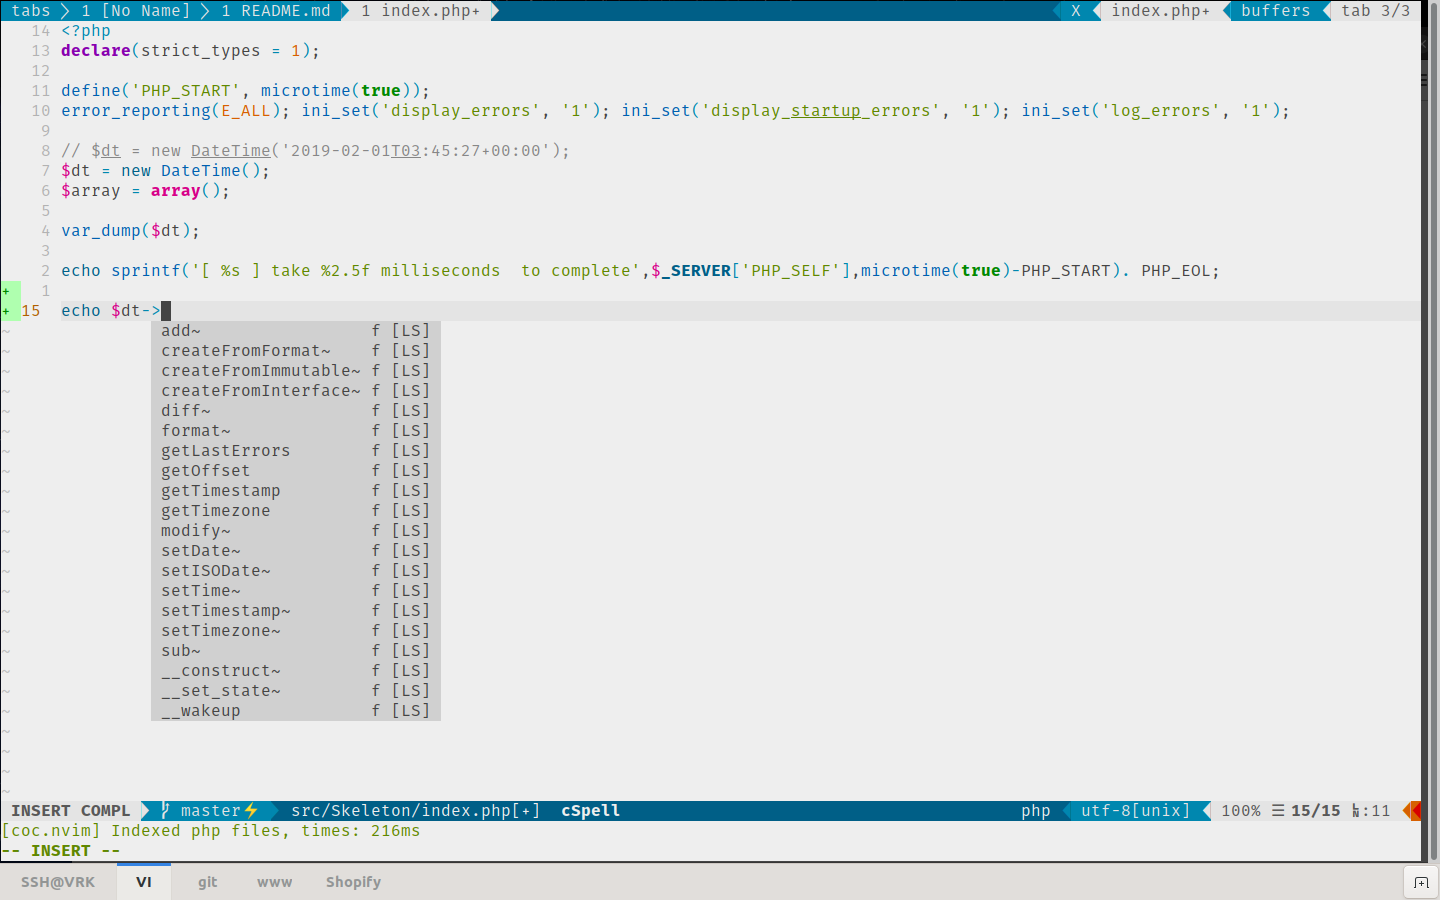 tabs 1 [No Name] 1 README.md 1 index.php+ X index.php+ buffers tab 3/3
14 <?php
13 declare(strict_types = 1);
12
11 define('PHP_START', microtime(true));
10 error_reporting(E_ALL); ini_set('display_errors', '1'); ini_set('display_startup_errors', '1'); ini_set('log_errors', '1');
9
8 // $dt = new DateTime('2019-02-01T03:45:27+00:00');
7 $dt = new DateTime();
6 $array = array();
5
4 var_dump($dt);
3
2 echo sprintf('[ %s ] take %2.5f milliseconds  to complete',$_SERVER['PHP_SELF'],microtime(true)-PHP_START). PHP_EOL;
+ 1
+ 15 echo $dt->
~ add~ f [LS]
~ createFromFormat~ f [LS]
~ createFromImmutable~ f [LS]
~ createFromInterface~ f [LS]
~ diff~ f [LS]
~ format~ f [LS]
~ getLastErrors f [LS]
~ getOffset f [LS]
~ getTimestamp f [LS]
~ getTimezone f [LS]
~ modify~ f [LS]
~ setDate~ f [LS]
~ setISODate~ f [LS]
~ setTime~ f [LS]
~ setTimestamp~ f [LS]
~ setTimezone~ f [LS]
~ sub~ f [LS]
~ __construct~ f [LS]
~ __set_state~ f [LS]
~ __wakeup f [LS]
~
~
~
~
INSERT COMPL master⚡ src/Skeleton/index.php[+] cSpell php utf-8[unix] 100% ☰ 15/15 ㏑:11
[coc.nvim] Indexed php files, times: 216ms
-- INSERT --
SSH@VRK VI git www Shopify